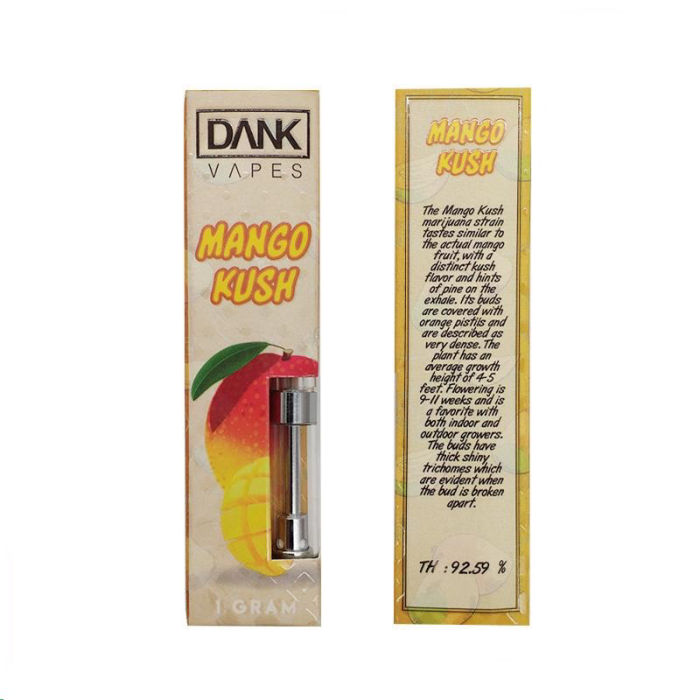 DANK
VAPES
MANGO
KUSH
1 GRAM
MANGO
KUSH
The Mango Kush
marijuana strain
tastes similar to
the actual mango
fruit, with a
distinct kush
flavor and hints
of pine on the
exhale. Its buds
are covered with
orange pistils and
are described as
very dense. The
plant has an
average growth
height of 4-5
feet. Flowering is
9-11 weeks and is
a favorite with
both indoor and
outdoor growers.
The buds have
thick shiny
trichomes which
are evident when
the bud is broken
apart.
TH : 92.59 %